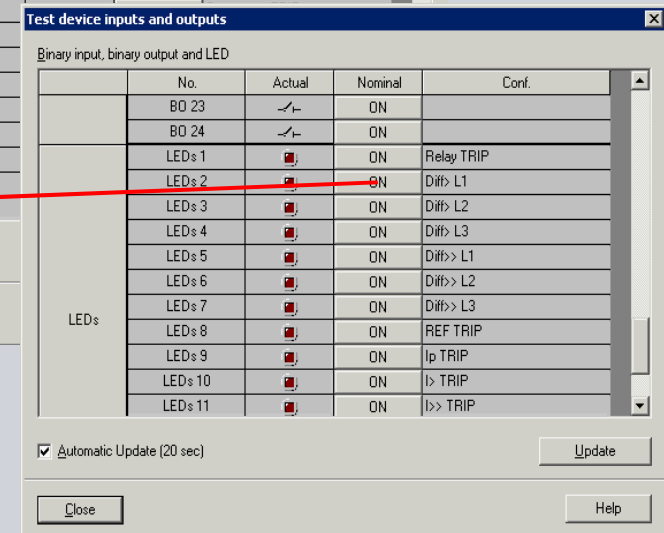 Test device inputs and outputs
Binary input, binary output and LED
No. Actual Nominal Conf.
BO 23 ON
BO 24 ON
LEDs 1 ON Relay TRIP
LEDs 2 ON Diff> L1
LEDs 3 ON Diff> L2
LEDs 4 ON Diff> L3
LEDs 5 ON Diff>> L1
LEDs 6 ON Diff>> L2
LEDs 7 ON Diff>> L3
LEDs
LEDs 8 ON REF TRIP
LEDs 9 ON Ip TRIP
LEDs 10 ON I> TRIP
LEDs 11 ON I>> TRIP
Automatic Update (20 sec) Update
Close Help